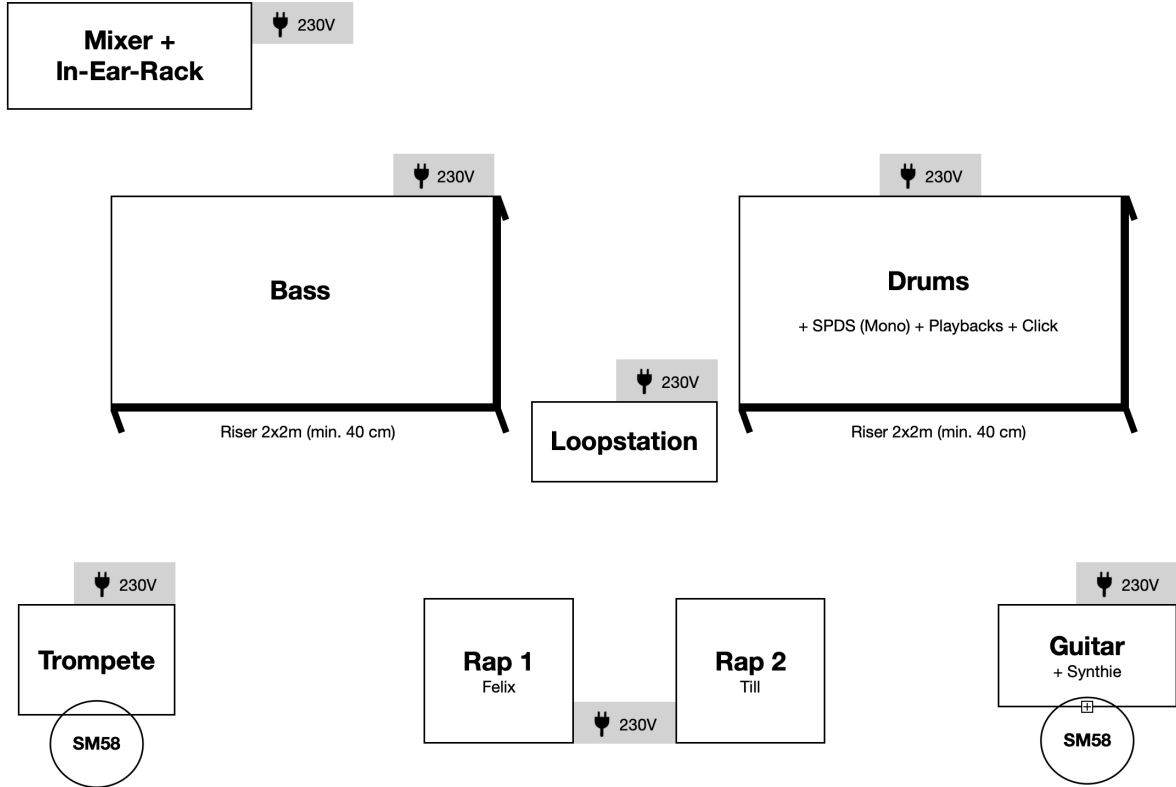 Mixer +
In-Ear-Rack
230V
230V
230V
Bass
Drums
+ SPDS (Mono) + Playbacks + Click
230V
Riser 2x2m (min. 40 cm)
Loopstation
Riser 2x2m (min. 40 cm)
230V
230V
Trompete
Rap 1
Felix
Rap 2
Till
Guitar
+ Synthie
230V
SM58
SM58